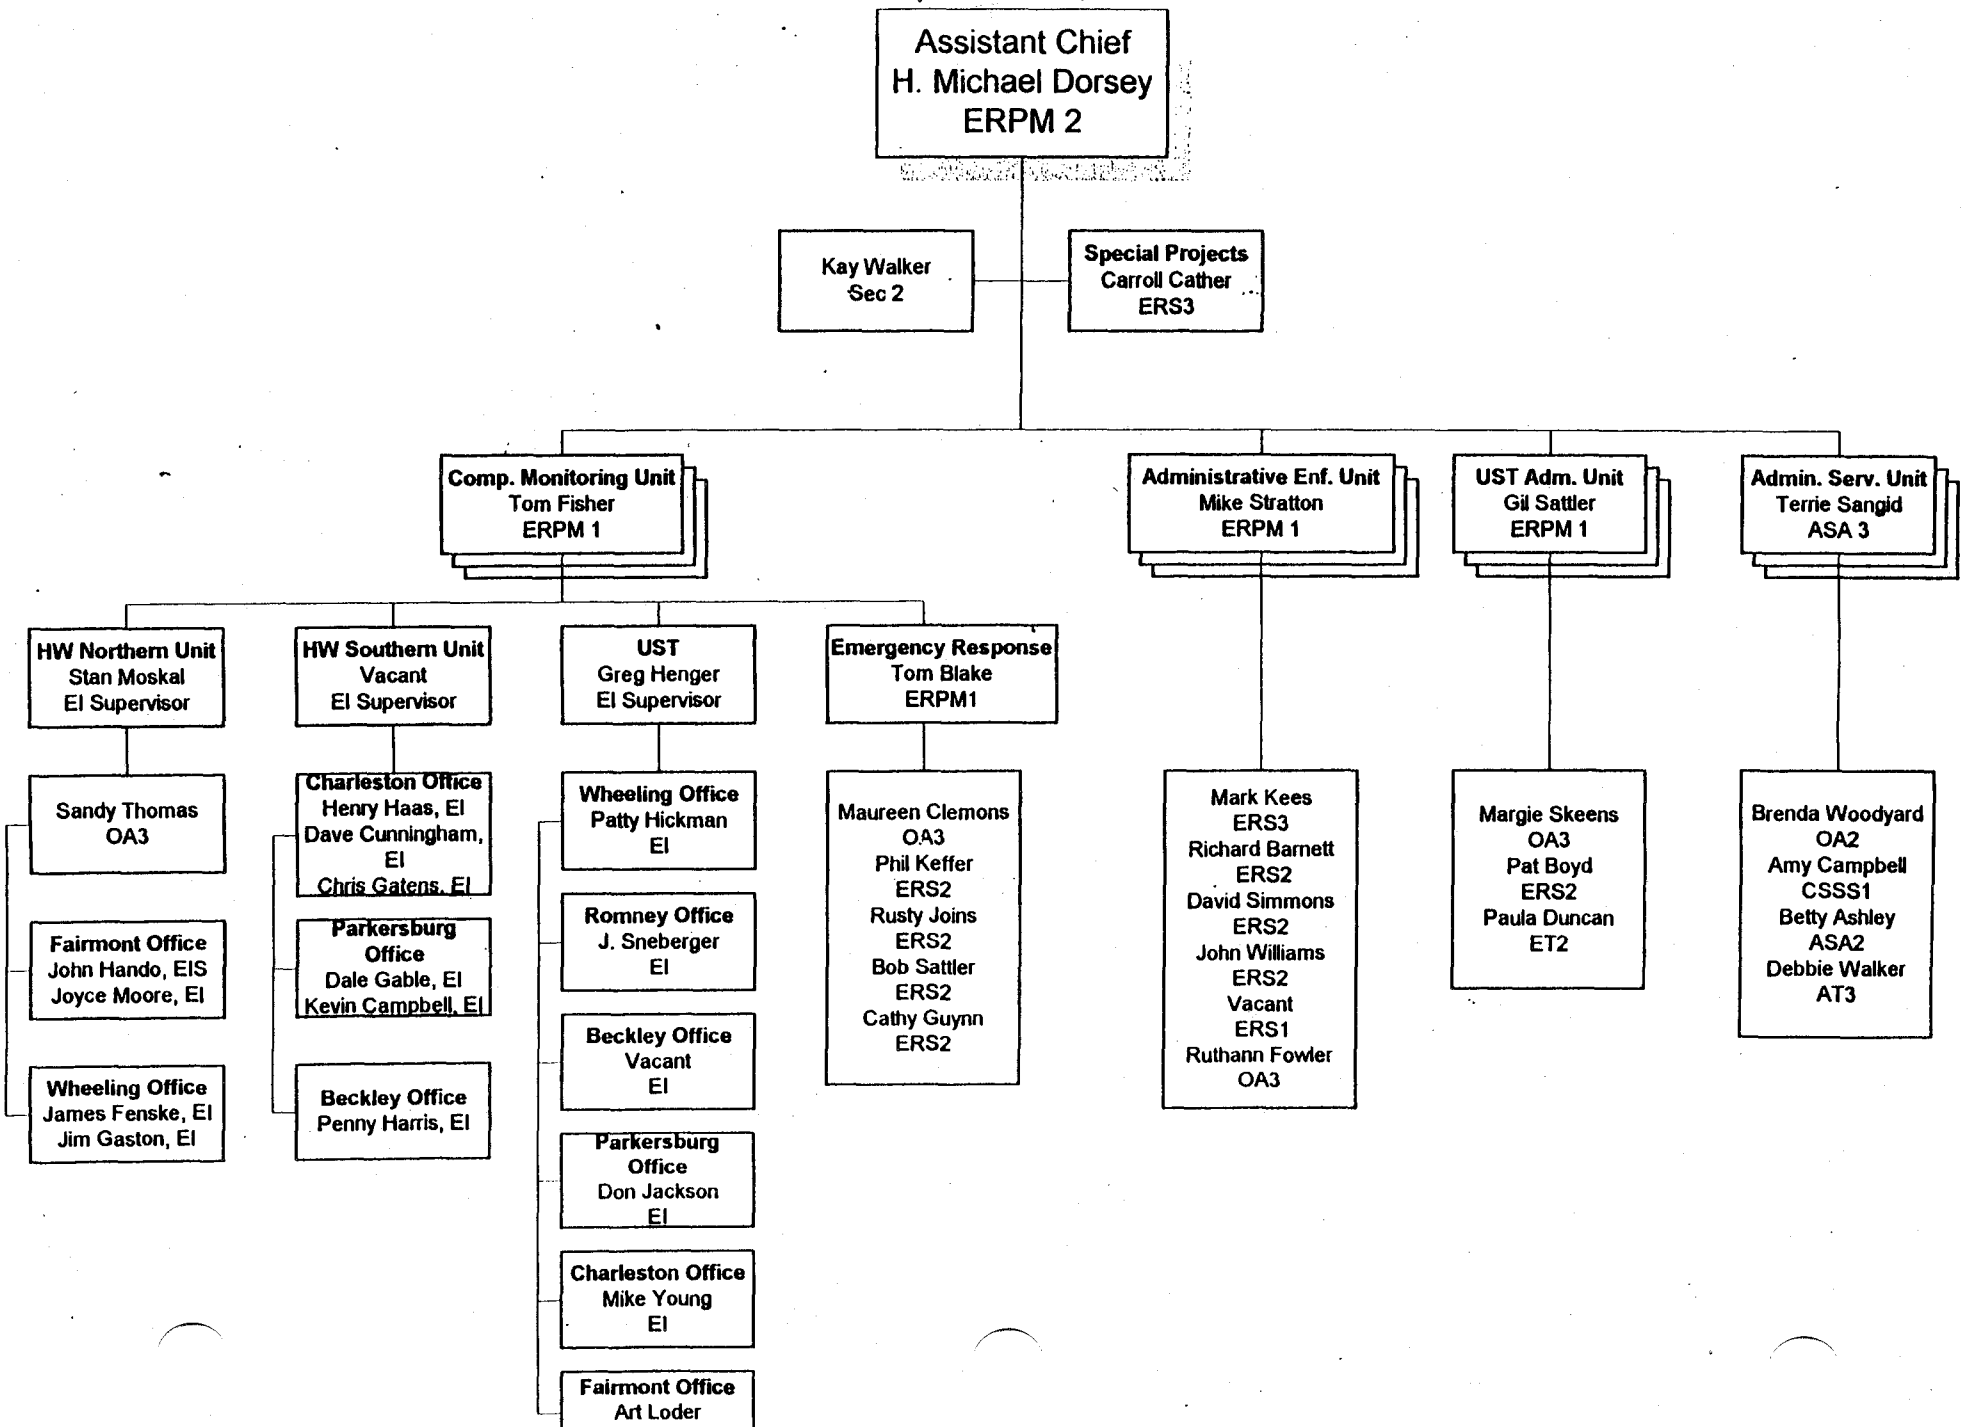 Assistant Chief
H. Michael Dorsey
ERPM 2
Kay Walker
Sec 2
Special Projects
Carroll Cather
ERS3
Comp. Monitoring Unit
Tom Fisher
ERPM 1
Administrative Enf. Unit
Mike Stratton
ERPM 1
UST Adm. Unit
Gil Sattler
ERPM 1
Admin. Serv. Unit
Terrie Sangid
ASA 3
HW Northern Unit
Stan Moskal
EI Supervisor
HW Southern Unit
Vacant
EI Supervisor
UST
Greg Henger
EI Supervisor
Emergency Response
Tom Blake
ERPM1
Sandy Thomas
OA3
Fairmont Office
John Hando, EIS
Joyce Moore, EI
Wheeling Office
James Fenske, EI
Jim Gaston, EI
Charleston Office
Henry Haas, EI
Dave Cunningham,
EI
Chris Gatens, EI
Parkersburg
Office
Dale Gable, EI
Kevin Campbell, EI
Beckley Office
Penny Harris, EI
Wheeling Office
Patty Hickman
EI
Romney Office
J. Sneberger
EI
Beckley Office
Vacant
EI
Parkersburg
Office
Don Jackson
EI
Charleston Office
Mike Young
EI
Fairmont Office
Art Loder
Maureen Clemons
OA3
Phil Keffer
ERS2
Rusty Joins
ERS2
Bob Sattler
ERS2
Cathy Guynn
ERS2
Mark Kees
ERS3
Richard Barnett
ERS2
David Simmons
ERS2
John Williams
ERS2
Vacant
ERS1
Ruthann Fowler
OA3
Margie Skeens
OA3
Pat Boyd
ERS2
Paula Duncan
ET2
Brenda Woodyard
OA2
Amy Campbell
CSSS1
Betty Ashley
ASA2
Debbie Walker
AT3